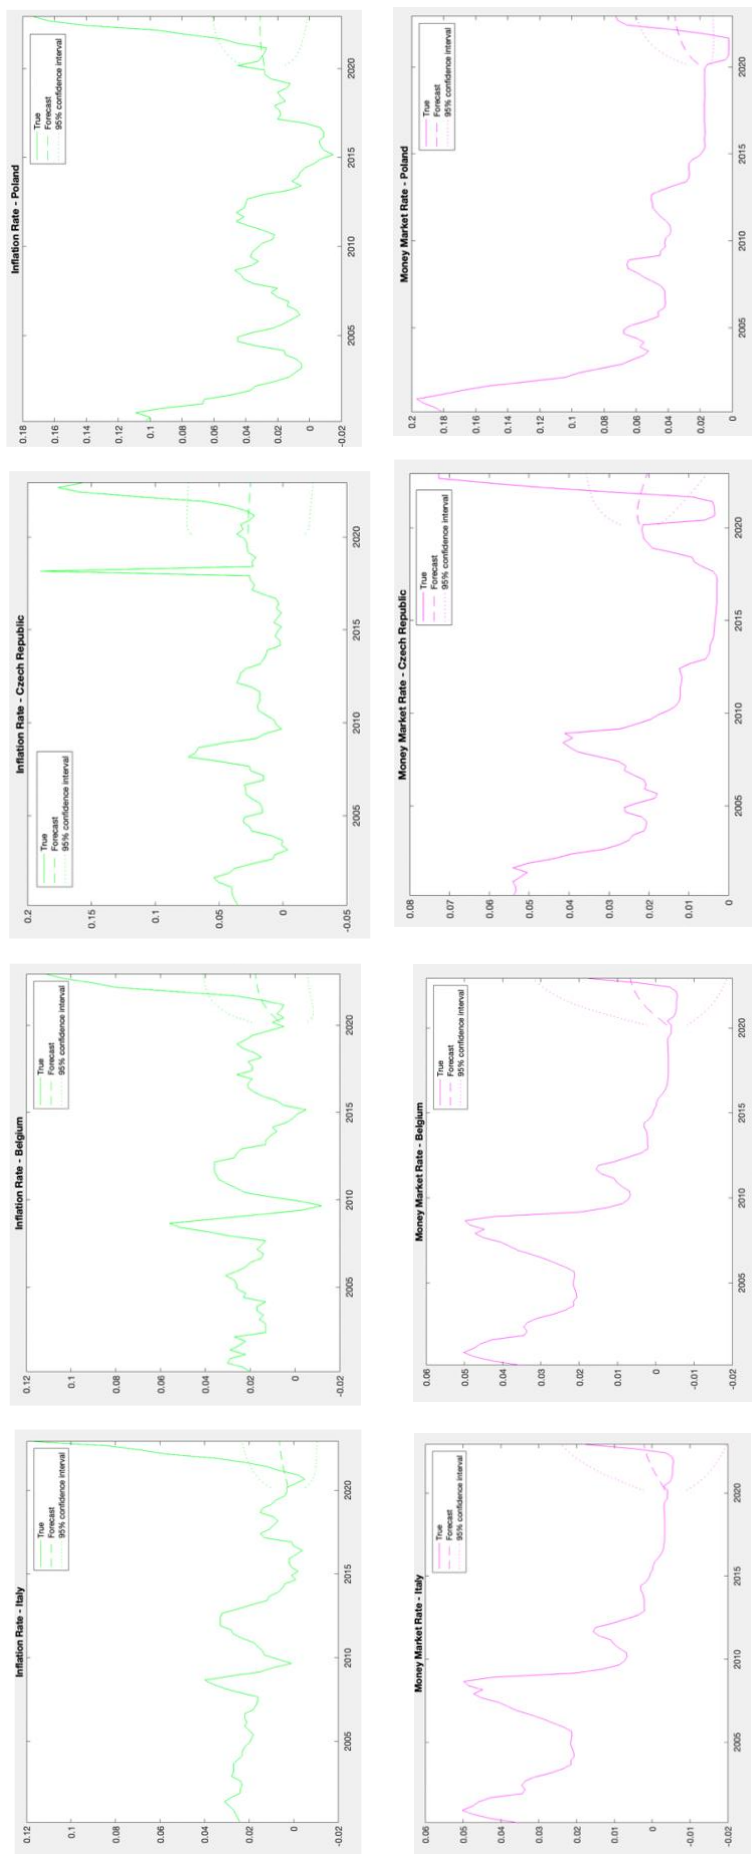 Inflation Rate - Italy
True
Forecast
95% confidence interval
0.12
0.1
0.08
0.06
0.04
0.02
0
-0.02
2005 2010 2015 2020
Inflation Rate - Belgium
True
Forecast
95% confidence interval
0.12
0.1
0.08
0.06
0.04
0.02
0
-0.02
2005 2010 2015 2020
Inflation Rate - Czech Republic
True
Forecast
95% confidence interval
0.2
0.15
0.1
0.05
0
-0.05
2005 2010 2015 2020
Inflation Rate - Poland
True
Forecast
95% confidence interval
0.18
0.16
0.14
0.12
0.1
0.08
0.06
0.04
0.02
0
-0.02
2005 2010 2015 2020
Money Market Rate - Italy
True
Forecast
95% confidence interval
0.06
0.05
0.04
0.03
0.02
0.01
0
-0.01
-0.02
2005 2010 2015 2020
Money Market Rate - Belgium
True
Forecast
95% confidence interval
0.06
0.05
0.04
0.03
0.02
0.01
0
-0.01
-0.02
2005 2010 2015 2020
Money Market Rate - Czech Republic
True
Forecast
95% confidence interval
0.08
0.07
0.06
0.05
0.04
0.03
0.02
0.01
0
2005 2010 2015 2020
Money Market Rate - Poland
True
Forecast
95% confidence interval
0.2
0.18
0.16
0.14
0.12
0.1
0.08
0.06
0.04
0.02
0
2005 2010 2015 2020